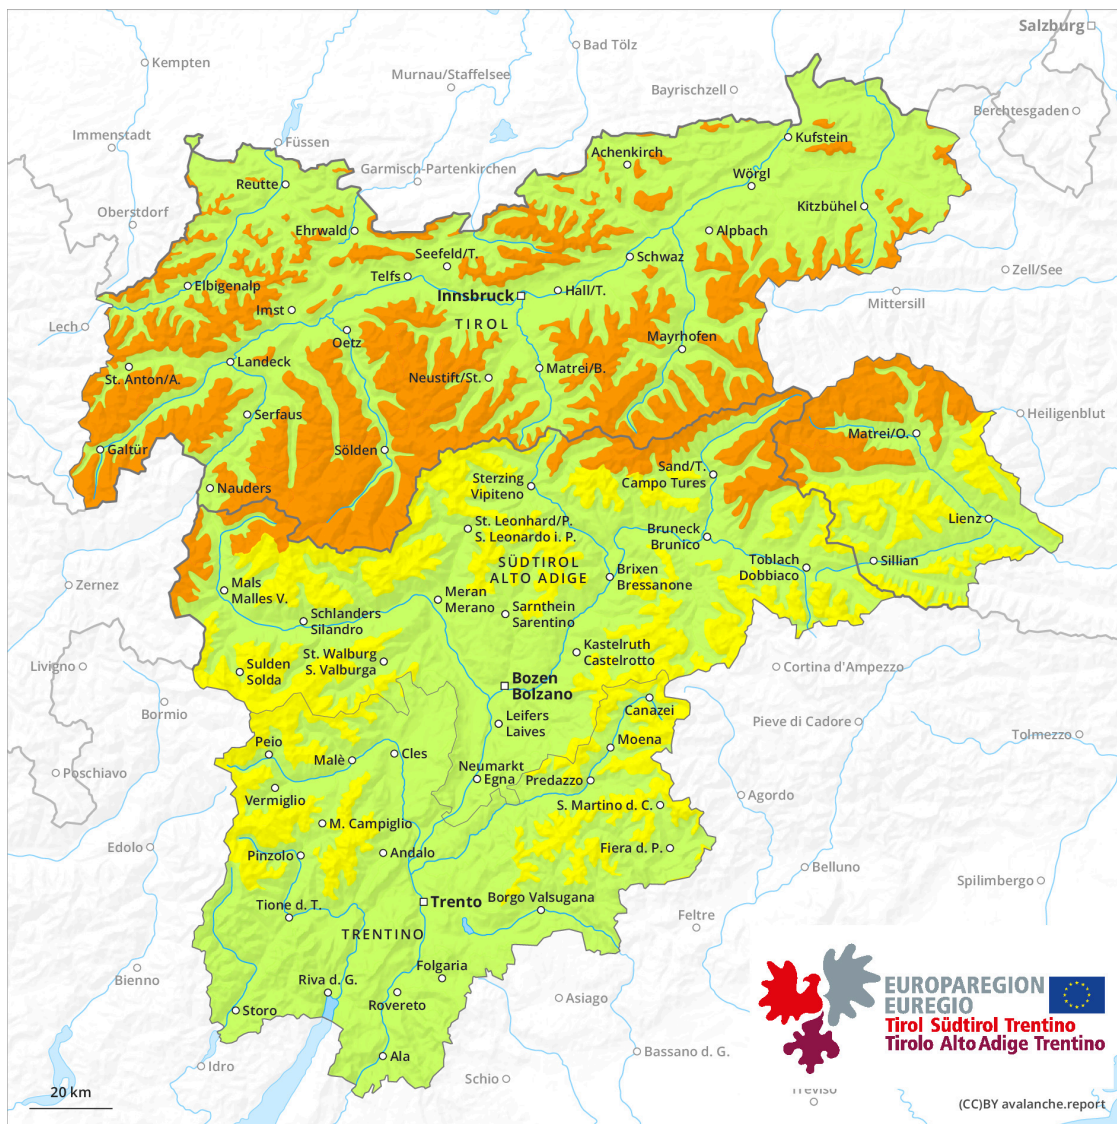 Salzburg
Bad Tölz
Kempten
Murnau/Staffelsee
Bayrischzell
Berchtesgaden
Immenstadt
Füssen
Kufstein
Achenkirch
Garmisch-Partenkirchen
Wörgl
Reutte
Oberstdorf
Kitzbühel
Ehrwald
Alpbach
Seefeld/T.
Schwaz
Zell/See
Telfs
Elbigenalp
Innsbruck
Hall/T.
Mittersill
Imst
TIROL
Lech
Oetz
Mayrhofen
Landeck
Matrei/B.
St. Anton/A.
Neustift/St.
Serfaus
Heiligenblut
Matrei/O.
Galtür
Sölden
Sand/T.
Campo Tures
Sterzing
Vipiteno
Nauders
St. Leonhard/P.
S. Leonardo i. P.
Lienz
Bruneck
Brunico
SÜDTIROL
ALTO ADIGE
Toblach
Dobbiaco
Sillian
Brixen
Bressanone
Zernez
Mals
Malles V.
Meran
Merano
Sarnthein
Sarentino
Schlanders
Silandro
Kastelruth
Castelrotto
St. Walburg
S. Valburga
Livigno
Sulden
Solda
Cortina d'Ampezzo
Bozen
Bolzano
Bormio
Canazei
Leifers
Laives
Pieve di Cadore
Tolmezzo
Moena
Peio
Cles
Malè
Neumarkt
Egna
Predazzo
Poschiavo
Vermiglio
Agordo
S. Martino d. C.
M. Campiglio
Edolo
Pinzolo
Andalo
Fiera d. P.
Belluno
Spilimbergo
Borgo Valsugana
Trento
Tione d. T.
Feltre
TRENTINO
Folgaria
Bienno
Riva d. G.
Rovereto
Asiago
Storo
EUROPAREGION
EUREGIO
Tirol Südtirol Trentino
Tirolo Alto Adige Trentino
Ala
Bassano d. G.
Idro
Schio
Treviso
20 km
(CC)BY avalanche.report